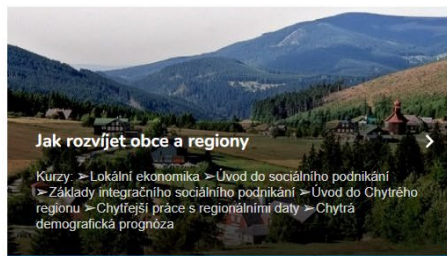 Jak rozvíjet obce a regiony
Kurzy: ➢Lokální ekonomika ➢Úvod do sociálního podnikání
➢Základy integračního sociálního podnikání ➢Úvod do Chytrého
regionu ➢Chytřejší práce s regionálními daty ➢Chytrá
demografická prognóza